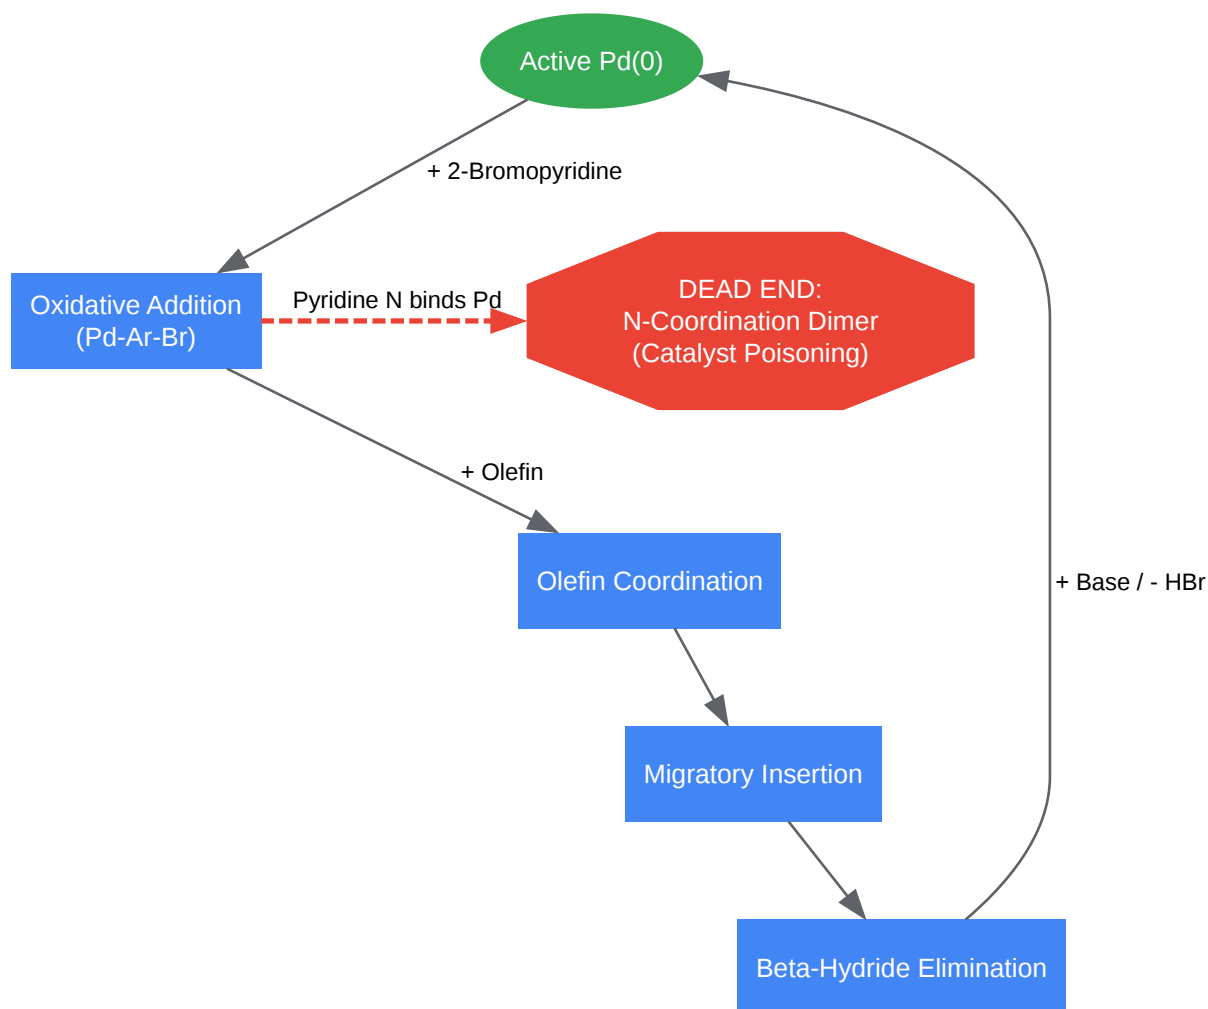 Active Pd(0)
+ 2-Bromopyridine
Oxidative Addition
(Pd-Ar-Br)
Pyridine N binds Pd
DEAD END:
N-Coordination Dimer
(Catalyst Poisoning)
+ Olefin
Olefin Coordination
+ Base / - HBr
Migratory Insertion
Beta-Hydride Elimination